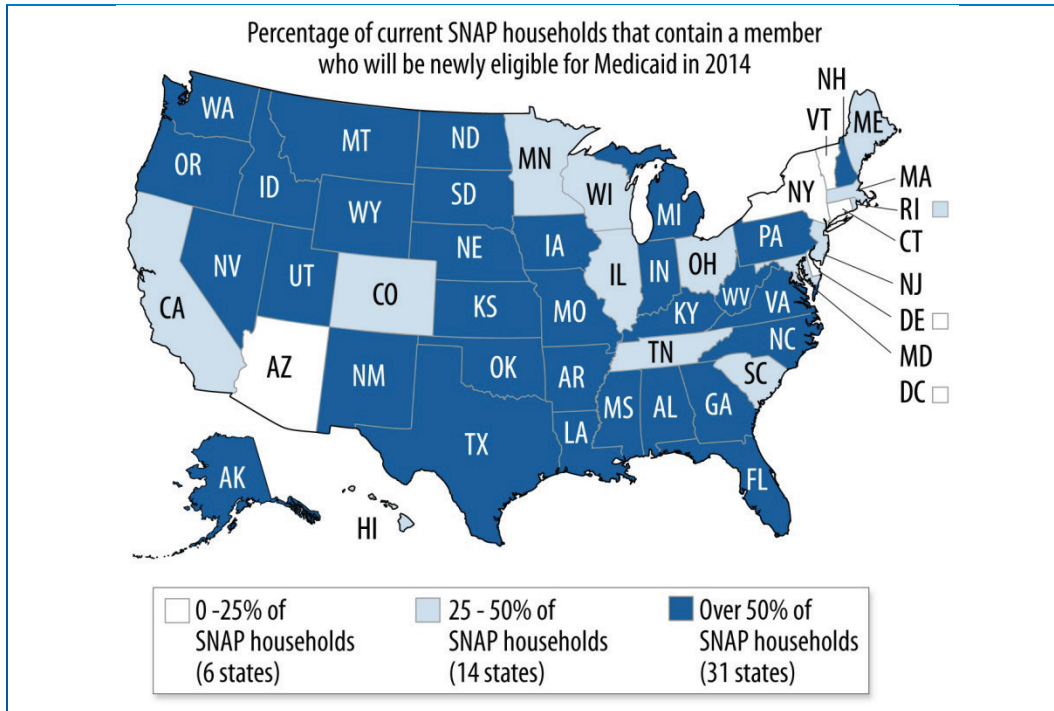 Percentage of current SNAP households that contain a member
who will be newly eligible for Medicaid in 2014
NH
VT
ME
WA
MT
ND
MN
OR
ID
WY
SD
WI
MI
NY
MA
RI
CT
NV
UT
CO
NE
IA
IL
IN
OH
PA
NJ
CA
KS
MO
KY
WV
VA
DE
MD
DC
AZ
NM
OK
AR
TN
NC
SC
TX
LA
MS
AL
GA
FL
AK
HI
0 -25% of
SNAP households
(6 states)
25 - 50% of
SNAP households
(14 states)
Over 50% of
SNAP households
(31 states)